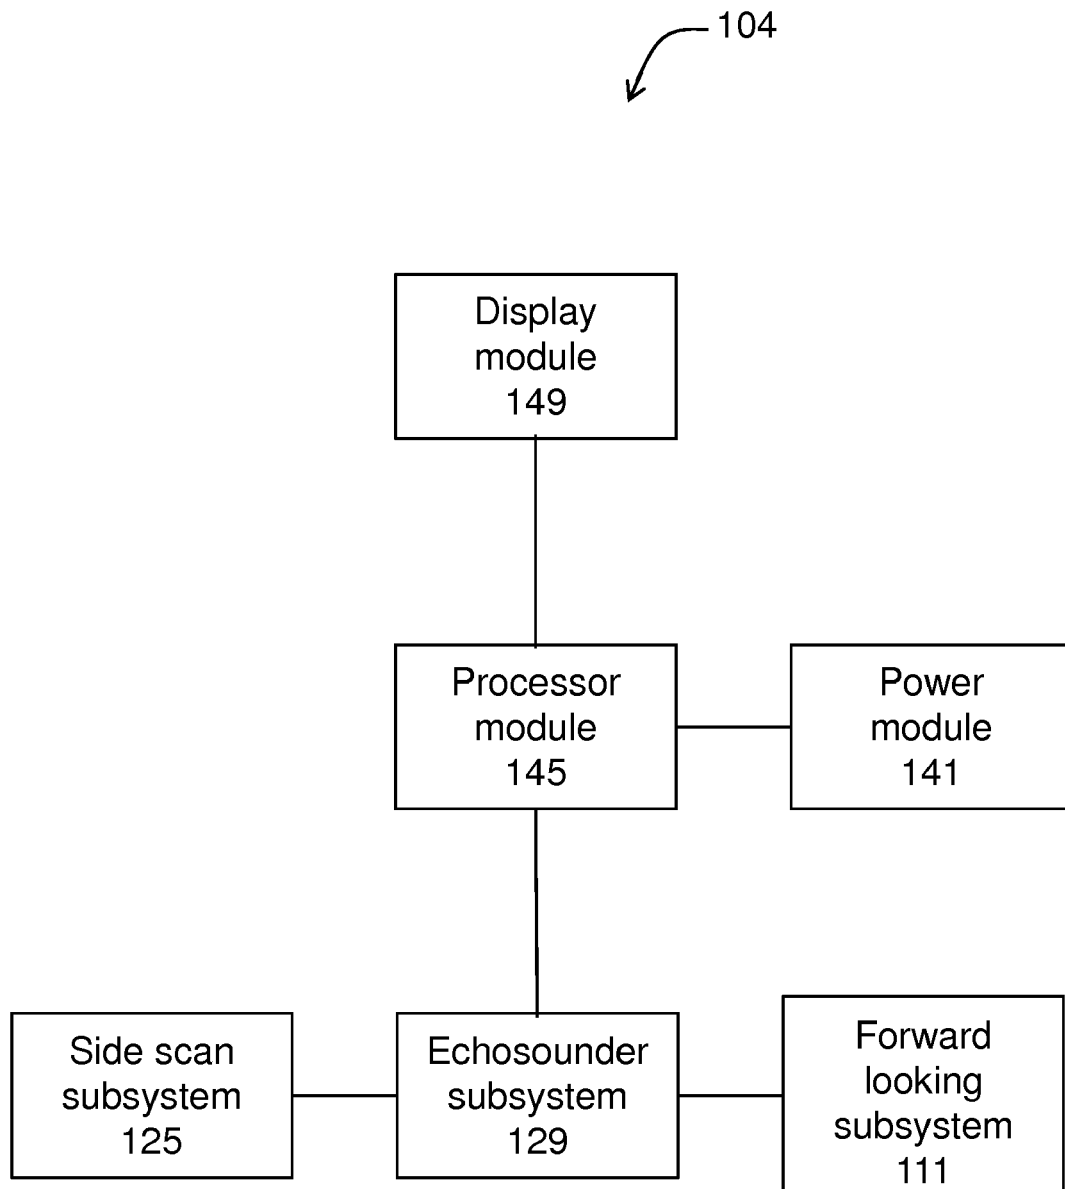 104
Display
module
149
Processor
module
145
Power
module
141
Side scan
subsystem
125
Echosounder
subsystem
129
Forward
looking
subsystem
111